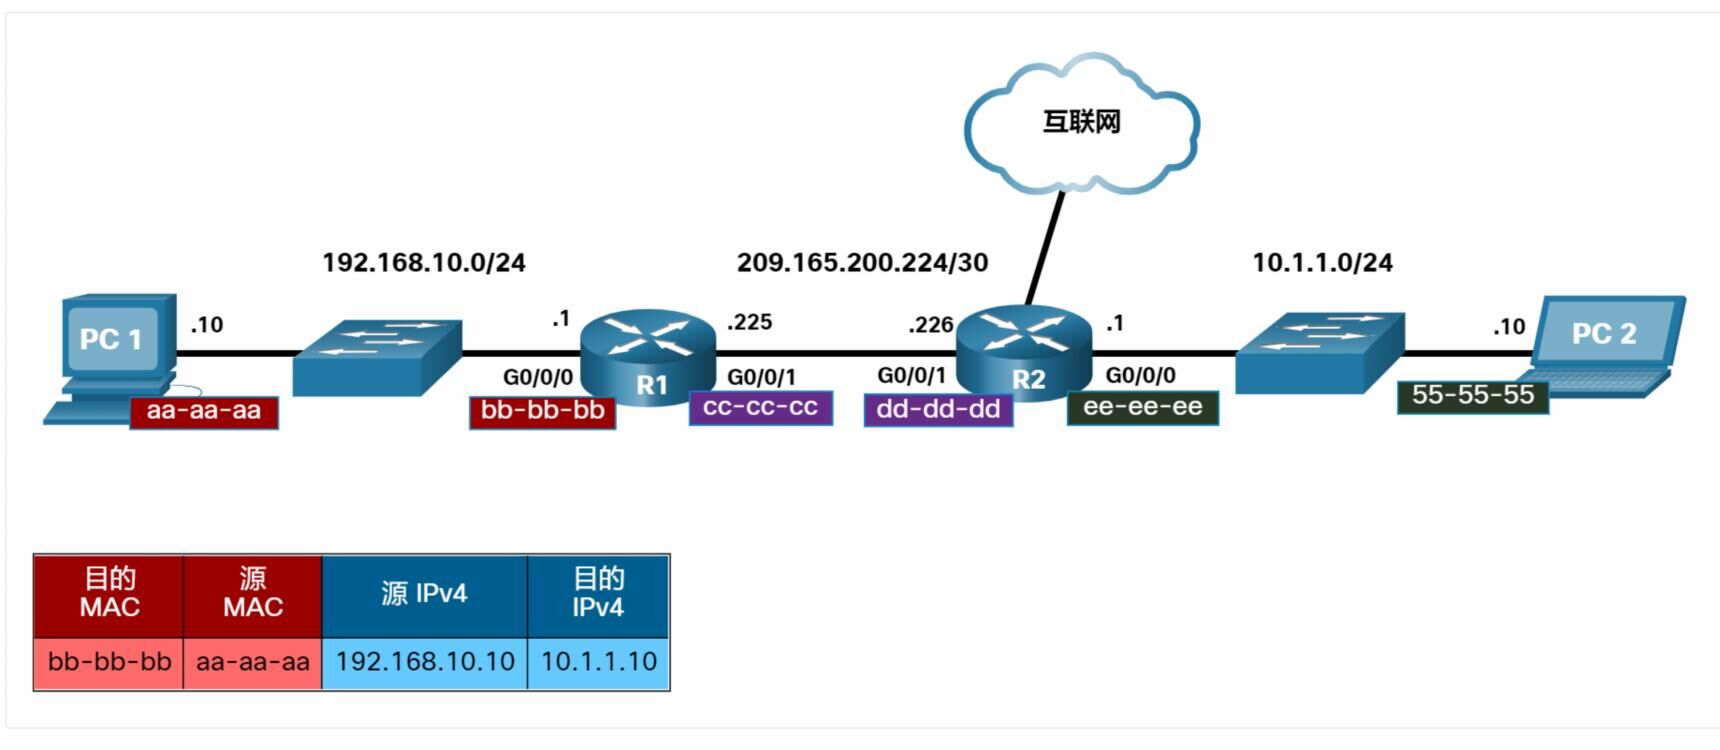 互联网
192.168.10.0/24
209.165.200.224/30
10.1.1.0/24
PC 1
.10
.1
.225
.226
.1
.10
PC 2
G0/0/0
R1
G0/0/1
G0/0/1
R2
G0/0/0
aa-aa-aa
bb-bb-bb
cc-cc-cc
dd-dd-dd
ee-ee-ee
55-55-55
目的
MAC
源
MAC
源 IPv4
目的
IPv4
bb-bb-bb
aa-aa-aa
192.168.10.10
10.1.1.10